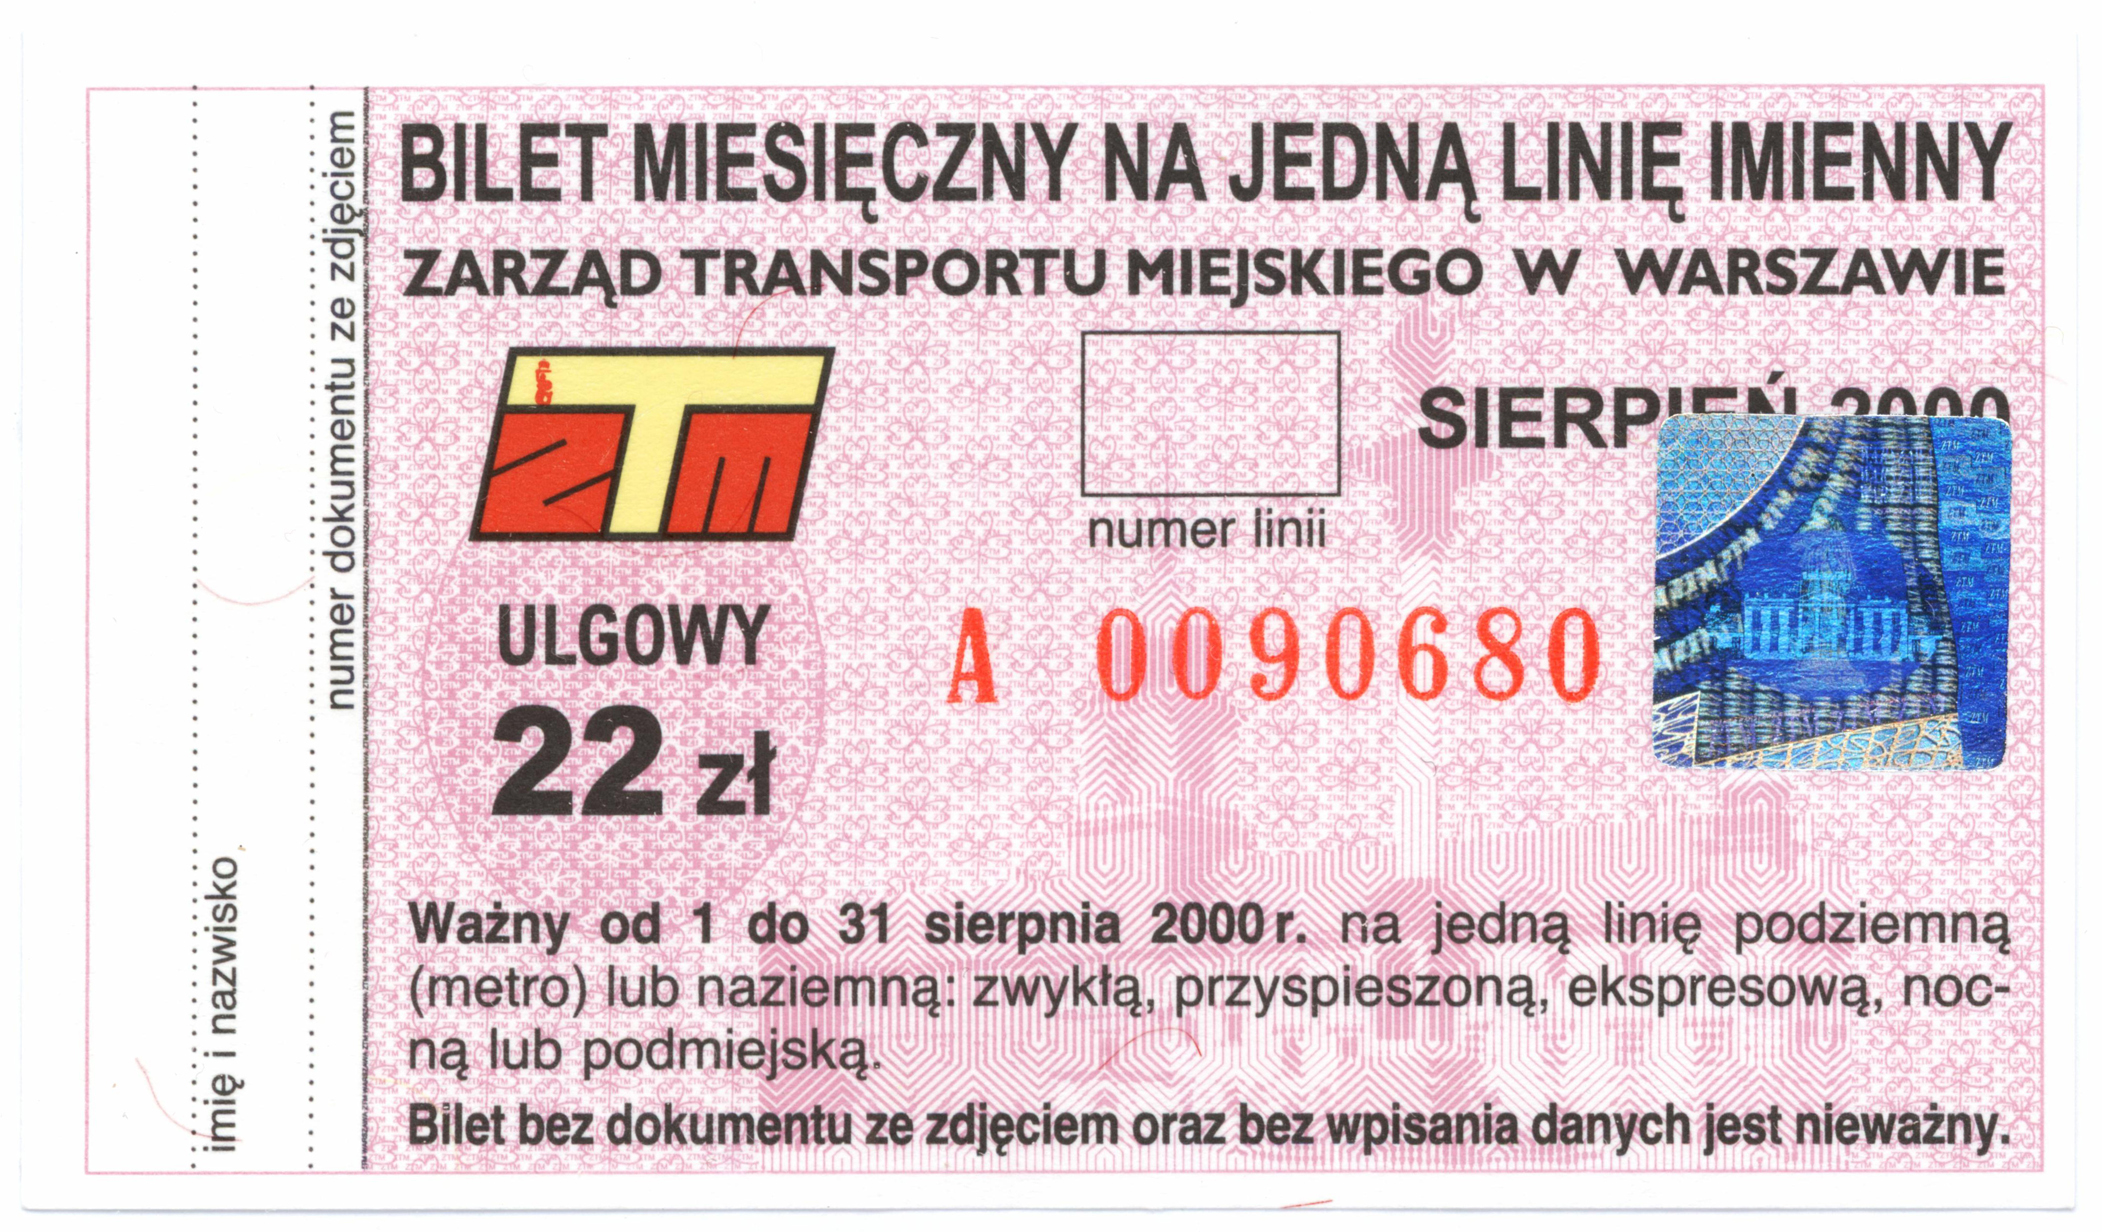 BILET MIESIĘCZNY NA JEDNĄ LINIĘ IMIENNY
ZARZĄD TRANSPORTU MIEJSKIEGO W WARSZAWIE
ZTM
SIERPIEŃ 2000
numer linii
ULGOWY
A 0090680
22 zł
Ważny od 1 do 31 sierpnia 2000 r. na jedną linię podziemną
(metro) lub naziemną: zwykłą, przyspieszoną, ekspresową, noc-
ną lub podmiejską.
Bilet bez dokumentu ze zdjęciem oraz bez wpisania danych jest nieważny.
imię i nazwisko
numer dokumentu ze zdjęciem